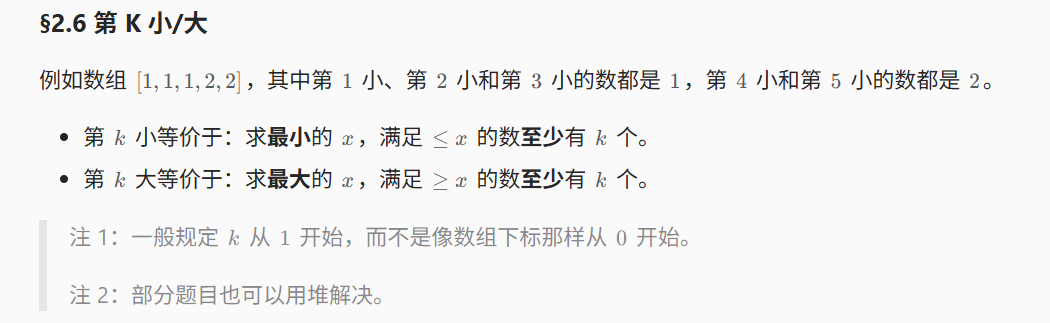 §2.6 第 K 小/大
例如数组 [1,1,1,2,2]，其中第 1 小、第 2 小和第 3 小的数都是 1，第 4 小和第 5 小的数都是 2。
• 第 k 小等价于：求最小的 x，满足 ≤ x 的数至少有 k 个。
• 第 k 大等价于：求最大的 x，满足 ≥ x 的数至少有 k 个。
注 1：一般规定 k 从 1 开始，而不是像数组下标那样从 0 开始。
注 2：部分题目也可以用堆解决。